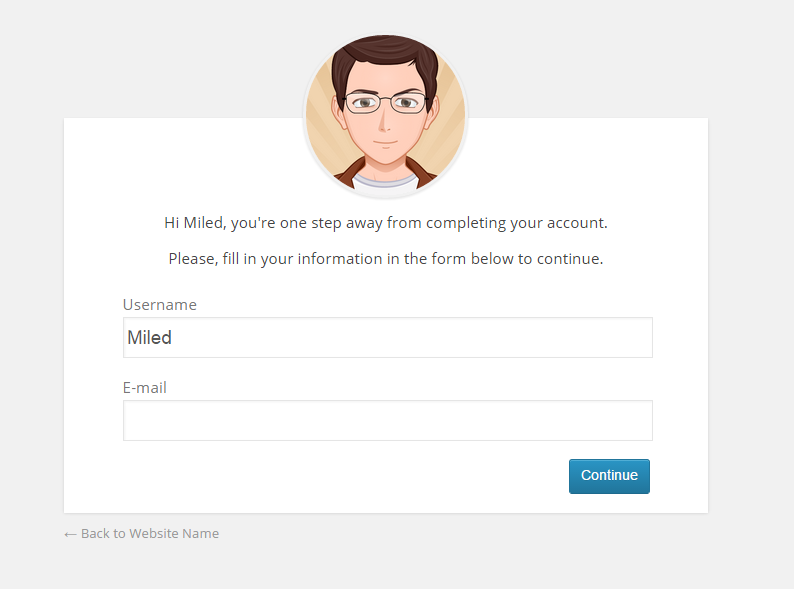 Hi Miled, you're one step away from completing your account.
Please, fill in your information in the form below to continue.
Username
Miled
E-mail
Continue
← Back to Website Name